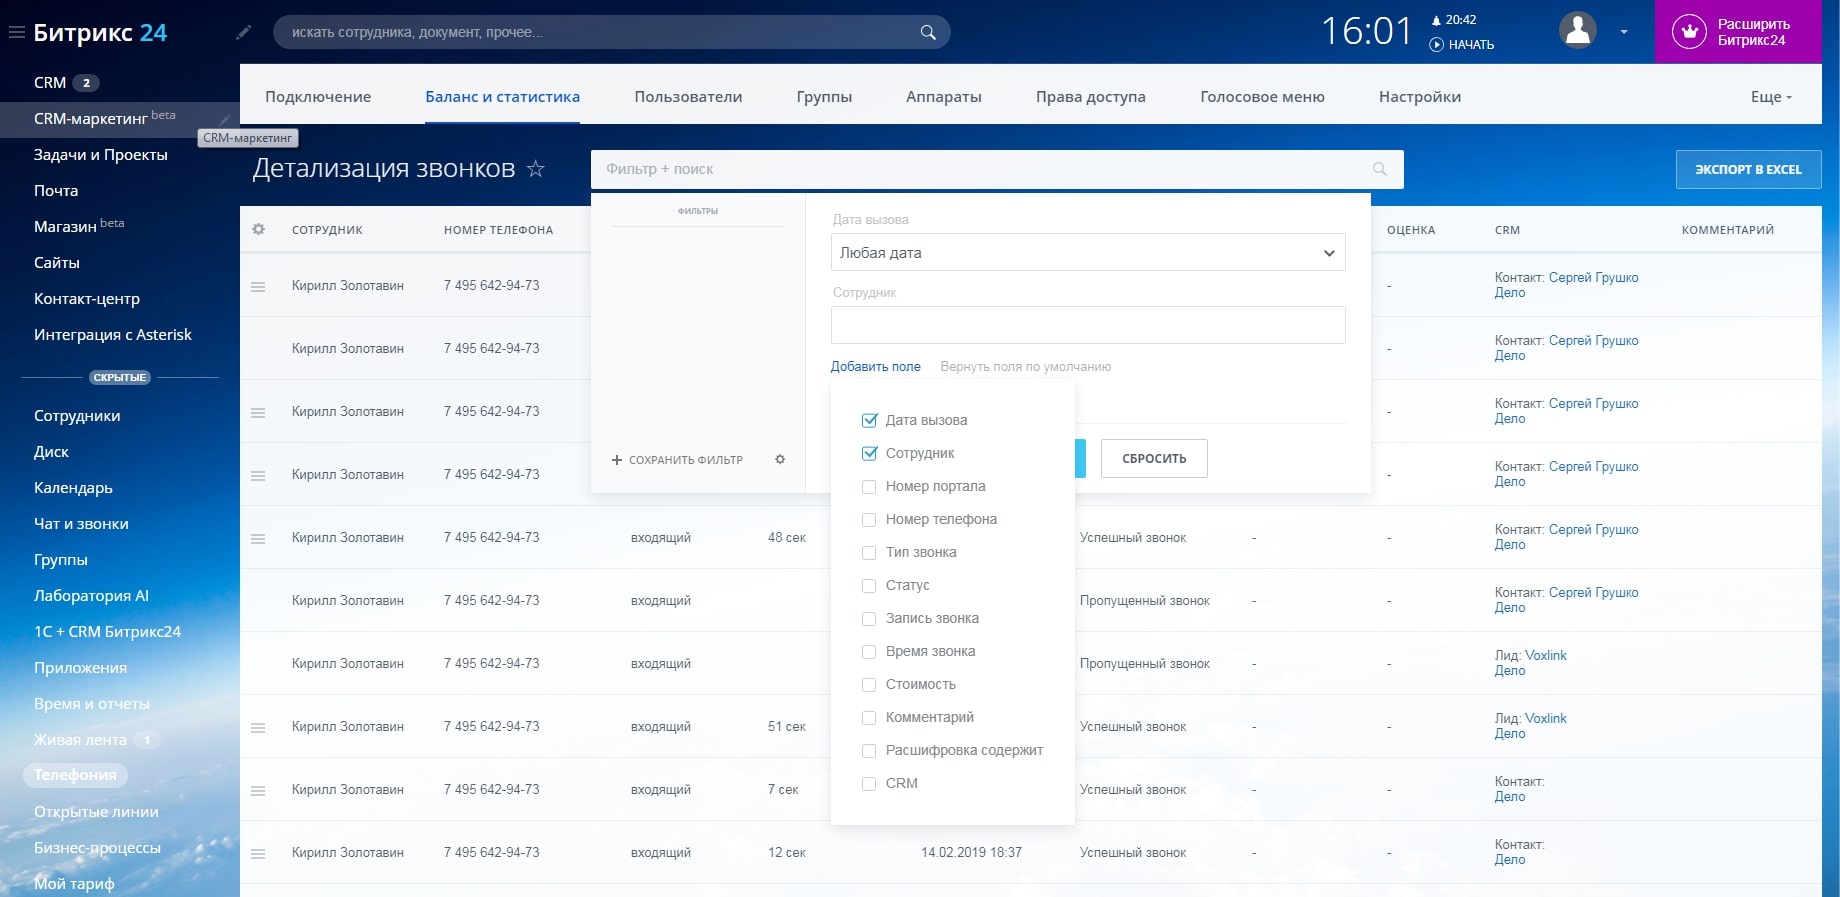 Битрикс 24
искать сотрудника, документ, прочее...
16:01
20:42
НАЧАТЬ
Расширить
Битрикс24
CRM 2
CRM-маркетинг beta
CRM-маркетинг
Задачи и Проекты
Почта
Магазин beta
Сайты
Контакт-центр
Интеграция с Asterisk
СКРЫТЫЕ
Сотрудники
Диск
Календарь
Чат и звонки
Группы
Лаборатория AI
1С + CRM Битрикс24
Приложения
Время и отчеты
Живая лента 1
Телефония
Открытые линии
Бизнес-процессы
Мой тариф
Подключение Баланс и статистика Пользователи Группы Аппараты Права доступа Голосовое меню Настройки Еще
Детализация звонков
Фильтр + поиск
ЭКСПОРТ В EXCEL
СОТРУДНИК НОМЕР ТЕЛЕФОНА ОЦЕНКА CRM КОММЕНТАРИЙ
ФИЛЬТРЫ
+ СОХРАНИТЬ ФИЛЬТР
Дата вызова
Любая дата
Сотрудник
Добавить поле Вернуть поля по умолчанию
СБРОСИТЬ
Дата вызова
Сотрудник
Номер портала
Номер телефона
Тип звонка
Статус
Запись звонка
Время звонка
Стоимость
Комментарий
Расшифровка содержит
CRM
Кирилл Золотавин 7 495 642-94-73 - Контакт: Сергей Грушко
Дело
Кирилл Золотавин 7 495 642-94-73 - Контакт: Сергей Грушко
Дело
Кирилл Золотавин 7 495 642-94-73 - Контакт: Сергей Грушко
Дело
Кирилл Золотавин 7 495 642-94-73 - Контакт: Сергей Грушко
Дело
Кирилл Золотавин 7 495 642-94-73 входящий 48 сек Успешный звонок - - Контакт: Сергей Грушко
Дело
Кирилл Золотавин 7 495 642-94-73 входящий Пропущенный звонок - - Контакт: Сергей Грушко
Дело
Кирилл Золотавин 7 495 642-94-73 входящий Пропущенный звонок - - Лид: Voxlink
Дело
Кирилл Золотавин 7 495 642-94-73 входящий 51 сек Успешный звонок - - Лид: Voxlink
Дело
Кирилл Золотавин 7 495 642-94-73 входящий 7 сек Успешный звонок - - Контакт:
Дело
Кирилл Золотавин 7 495 642-94-73 входящий 12 сек 14.02.2019 18:37 Успешный звонок - - Контакт:
Дело